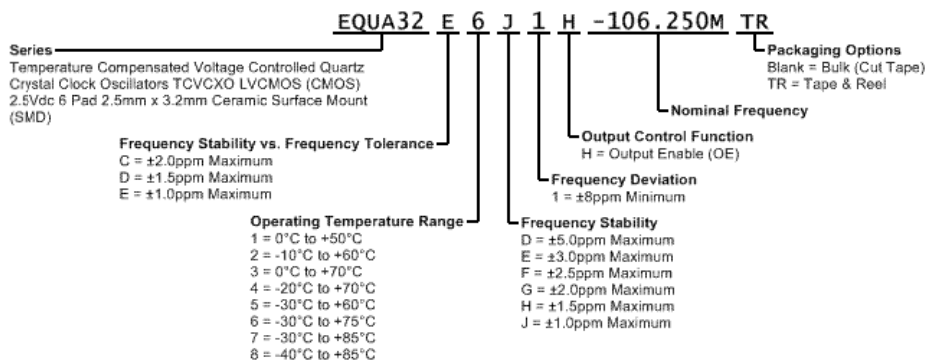 EQUA32 E 6 J 1 H -106.250M TR
Series
Temperature Compensated Voltage Controlled Quartz
Crystal Clock Oscillators TCVCXO LVCMOS (CMOS)
2.5Vdc 6 Pad 2.5mm x 3.2mm Ceramic Surface Mount
(SMD)
Packaging Options
Blank = Bulk (Cut Tape)
TR = Tape & Reel
Nominal Frequency
Output Control Function
H = Output Enable (OE)
Frequency Stability vs. Frequency Tolerance
C = ±2.0ppm Maximum
D = ±1.5ppm Maximum
E = ±1.0ppm Maximum
Frequency Deviation
1 = ±8ppm Minimum
Operating Temperature Range
1 = 0°C to +50°C
2 = -10°C to +60°C
3 = 0°C to +70°C
4 = -20°C to +70°C
5 = -30°C to +60°C
6 = -30°C to +75°C
7 = -30°C to +85°C
8 = -40°C to +85°C
Frequency Stability
D = ±5.0ppm Maximum
E = ±3.0ppm Maximum
F = ±2.5ppm Maximum
G = ±2.0ppm Maximum
H = ±1.5ppm Maximum
J = ±1.0ppm Maximum